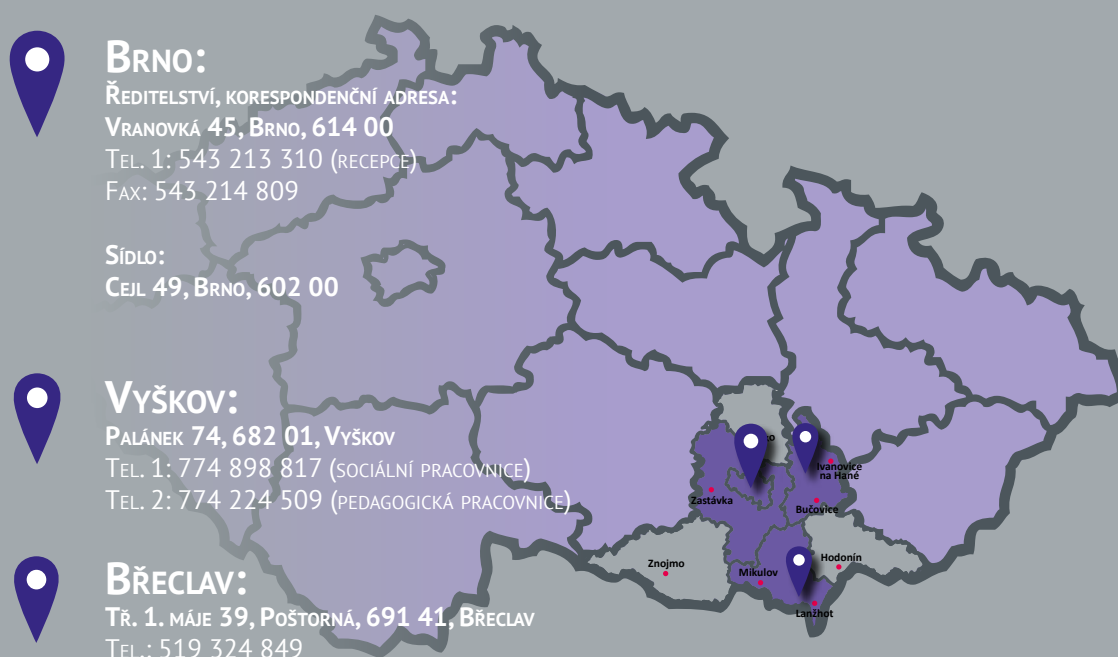 Brno:
Ředitelství, korespondenční adresa:
Vranovká 45, Brno, 614 00
Tel. 1: 543 213 310 (recepce)
Fax: 543 214 809
Sídlo:
Cejl 49, Brno, 602 00
Vyškov:
Palánek 74, 682 01, Vyškov
Tel. 1: 774 898 817 (sociální pracovnice)
Tel. 2: 774 224 509 (pedagogická pracovnice)
Břeclav:
Tř. 1. máje 39, Poštorná, 691 41, Břeclav
Tel.: 519 324 849
Ivanovice
na Hané
Zastávka
Bučovice
Znojmo
Hodonín
Mikulov
Lanžhot